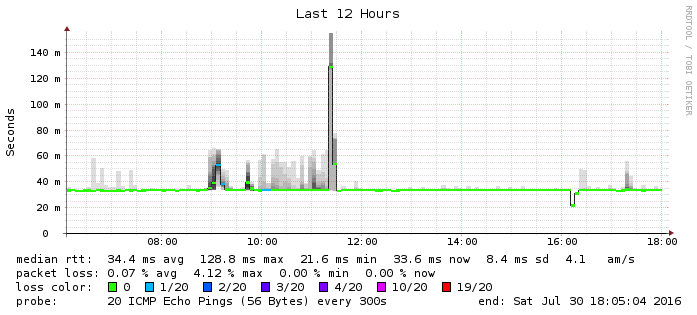 Last 12 Hours
RRDTOOL / TOBI OETIKER
Seconds
140 m
120 m
100 m
80 m
60 m
40 m
20 m
0
08:00 10:00 12:00 14:00 16:00 18:00
median rtt: 34.4 ms avg 128.8 ms max 21.6 ms min 33.6 ms now 8.4 ms sd 4.1 am/s
packet loss: 0.07 % avg 4.12 % max 0.00 % min 0.00 % now
loss color: 0 1/20 2/20 3/20 4/20 10/20 19/20
probe: 20 ICMP Echo Pings (56 Bytes) every 300s end: Sat Jul 30 18:05:04 2016